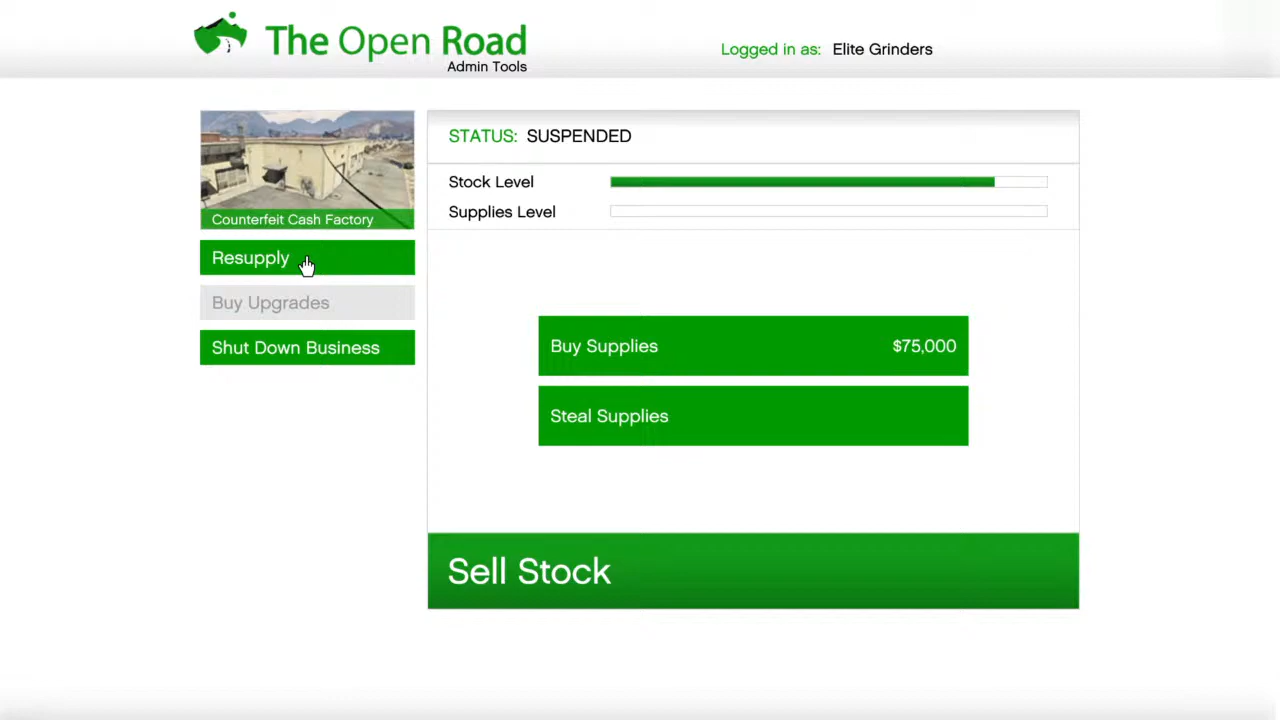 The Open Road
Admin Tools
Logged in as: Elite Grinders
Counterfeit Cash Factory
Resupply
Buy Upgrades
Shut Down Business
STATUS: SUSPENDED
Stock Level
Supplies Level
Buy Supplies $75,000
Steal Supplies
Sell Stock